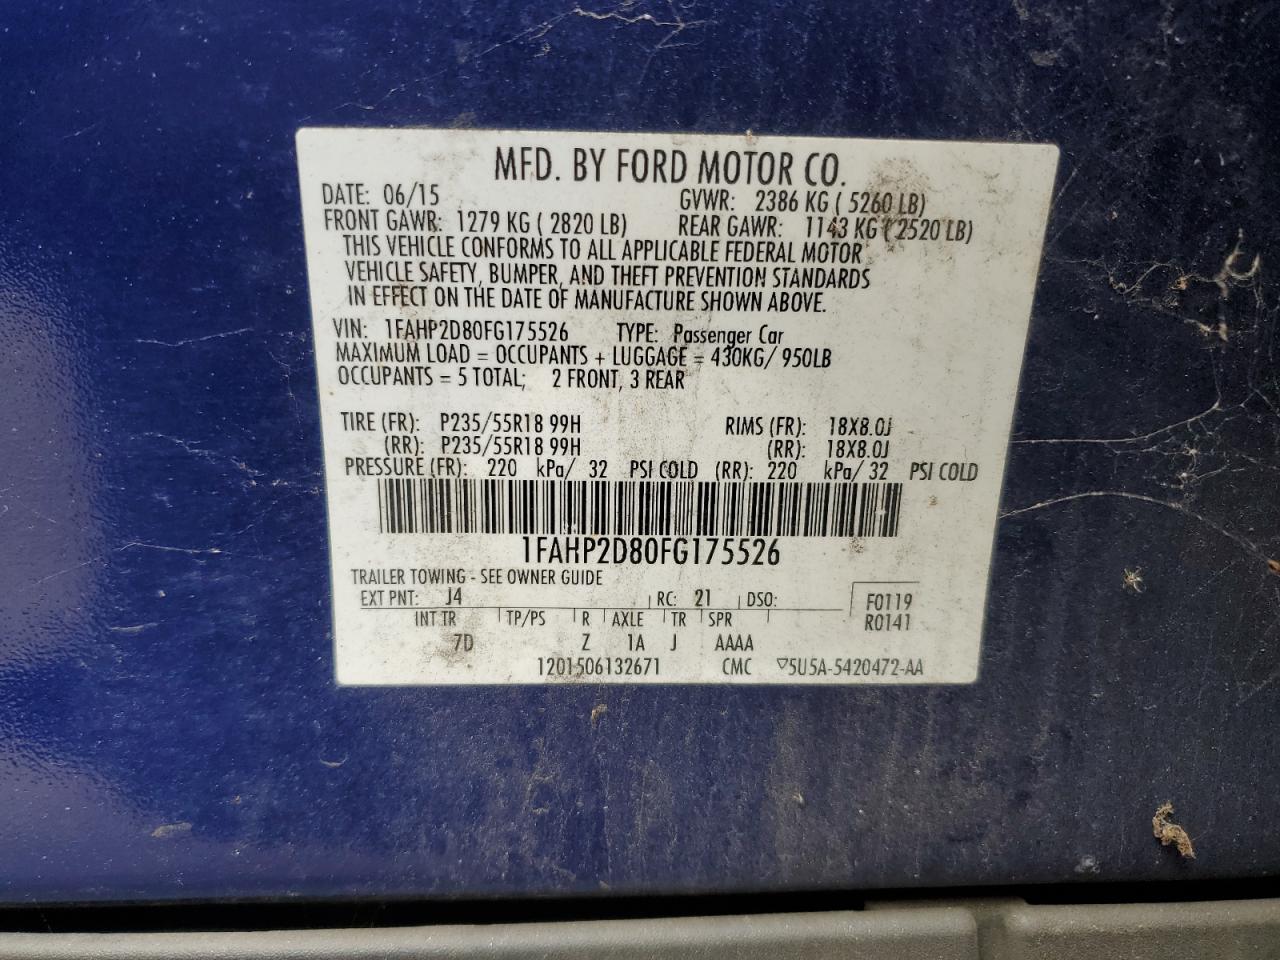 MFD. BY FORD MOTOR CO.
DATE: 06/15 GVWR: 2386 KG ( 5260 LB)
FRONT GAWR: 1279 KG ( 2820 LB) REAR GAWR: 1143 KG ( 2520 LB)
THIS VEHICLE CONFORMS TO ALL APPLICABLE FEDERAL MOTOR
VEHICLE SAFETY, BUMPER, AND THEFT PREVENTION STANDARDS
IN EFFECT ON THE DATE OF MANUFACTURE SHOWN ABOVE.
VIN: 1FAHP2D80FG175526 TYPE: Passenger Car
MAXIMUM LOAD = OCCUPANTS + LUGGAGE = 430KG/ 950LB
OCCUPANTS = 5 TOTAL; 2 FRONT, 3 REAR
TIRE (FR): P235/55R18 99H RIMS (FR): 18X8.0J
(RR): P235/55R18 99H (RR): 18X8.0J
PRESSURE (FR): 220 kPa/ 32 PSI COLD (RR): 220 kPa/ 32 PSI COLD
1FAHP2D80FG175526
TRAILER TOWING - SEE OWNER GUIDE
EXT PNT: J4 RC: 21 DSO: F0119
INT TR TP/PS R AXLE TR SPR R0141
7D Z 1A J AAAA
1201506132671 CMC ▽5U5A-5420472-AA